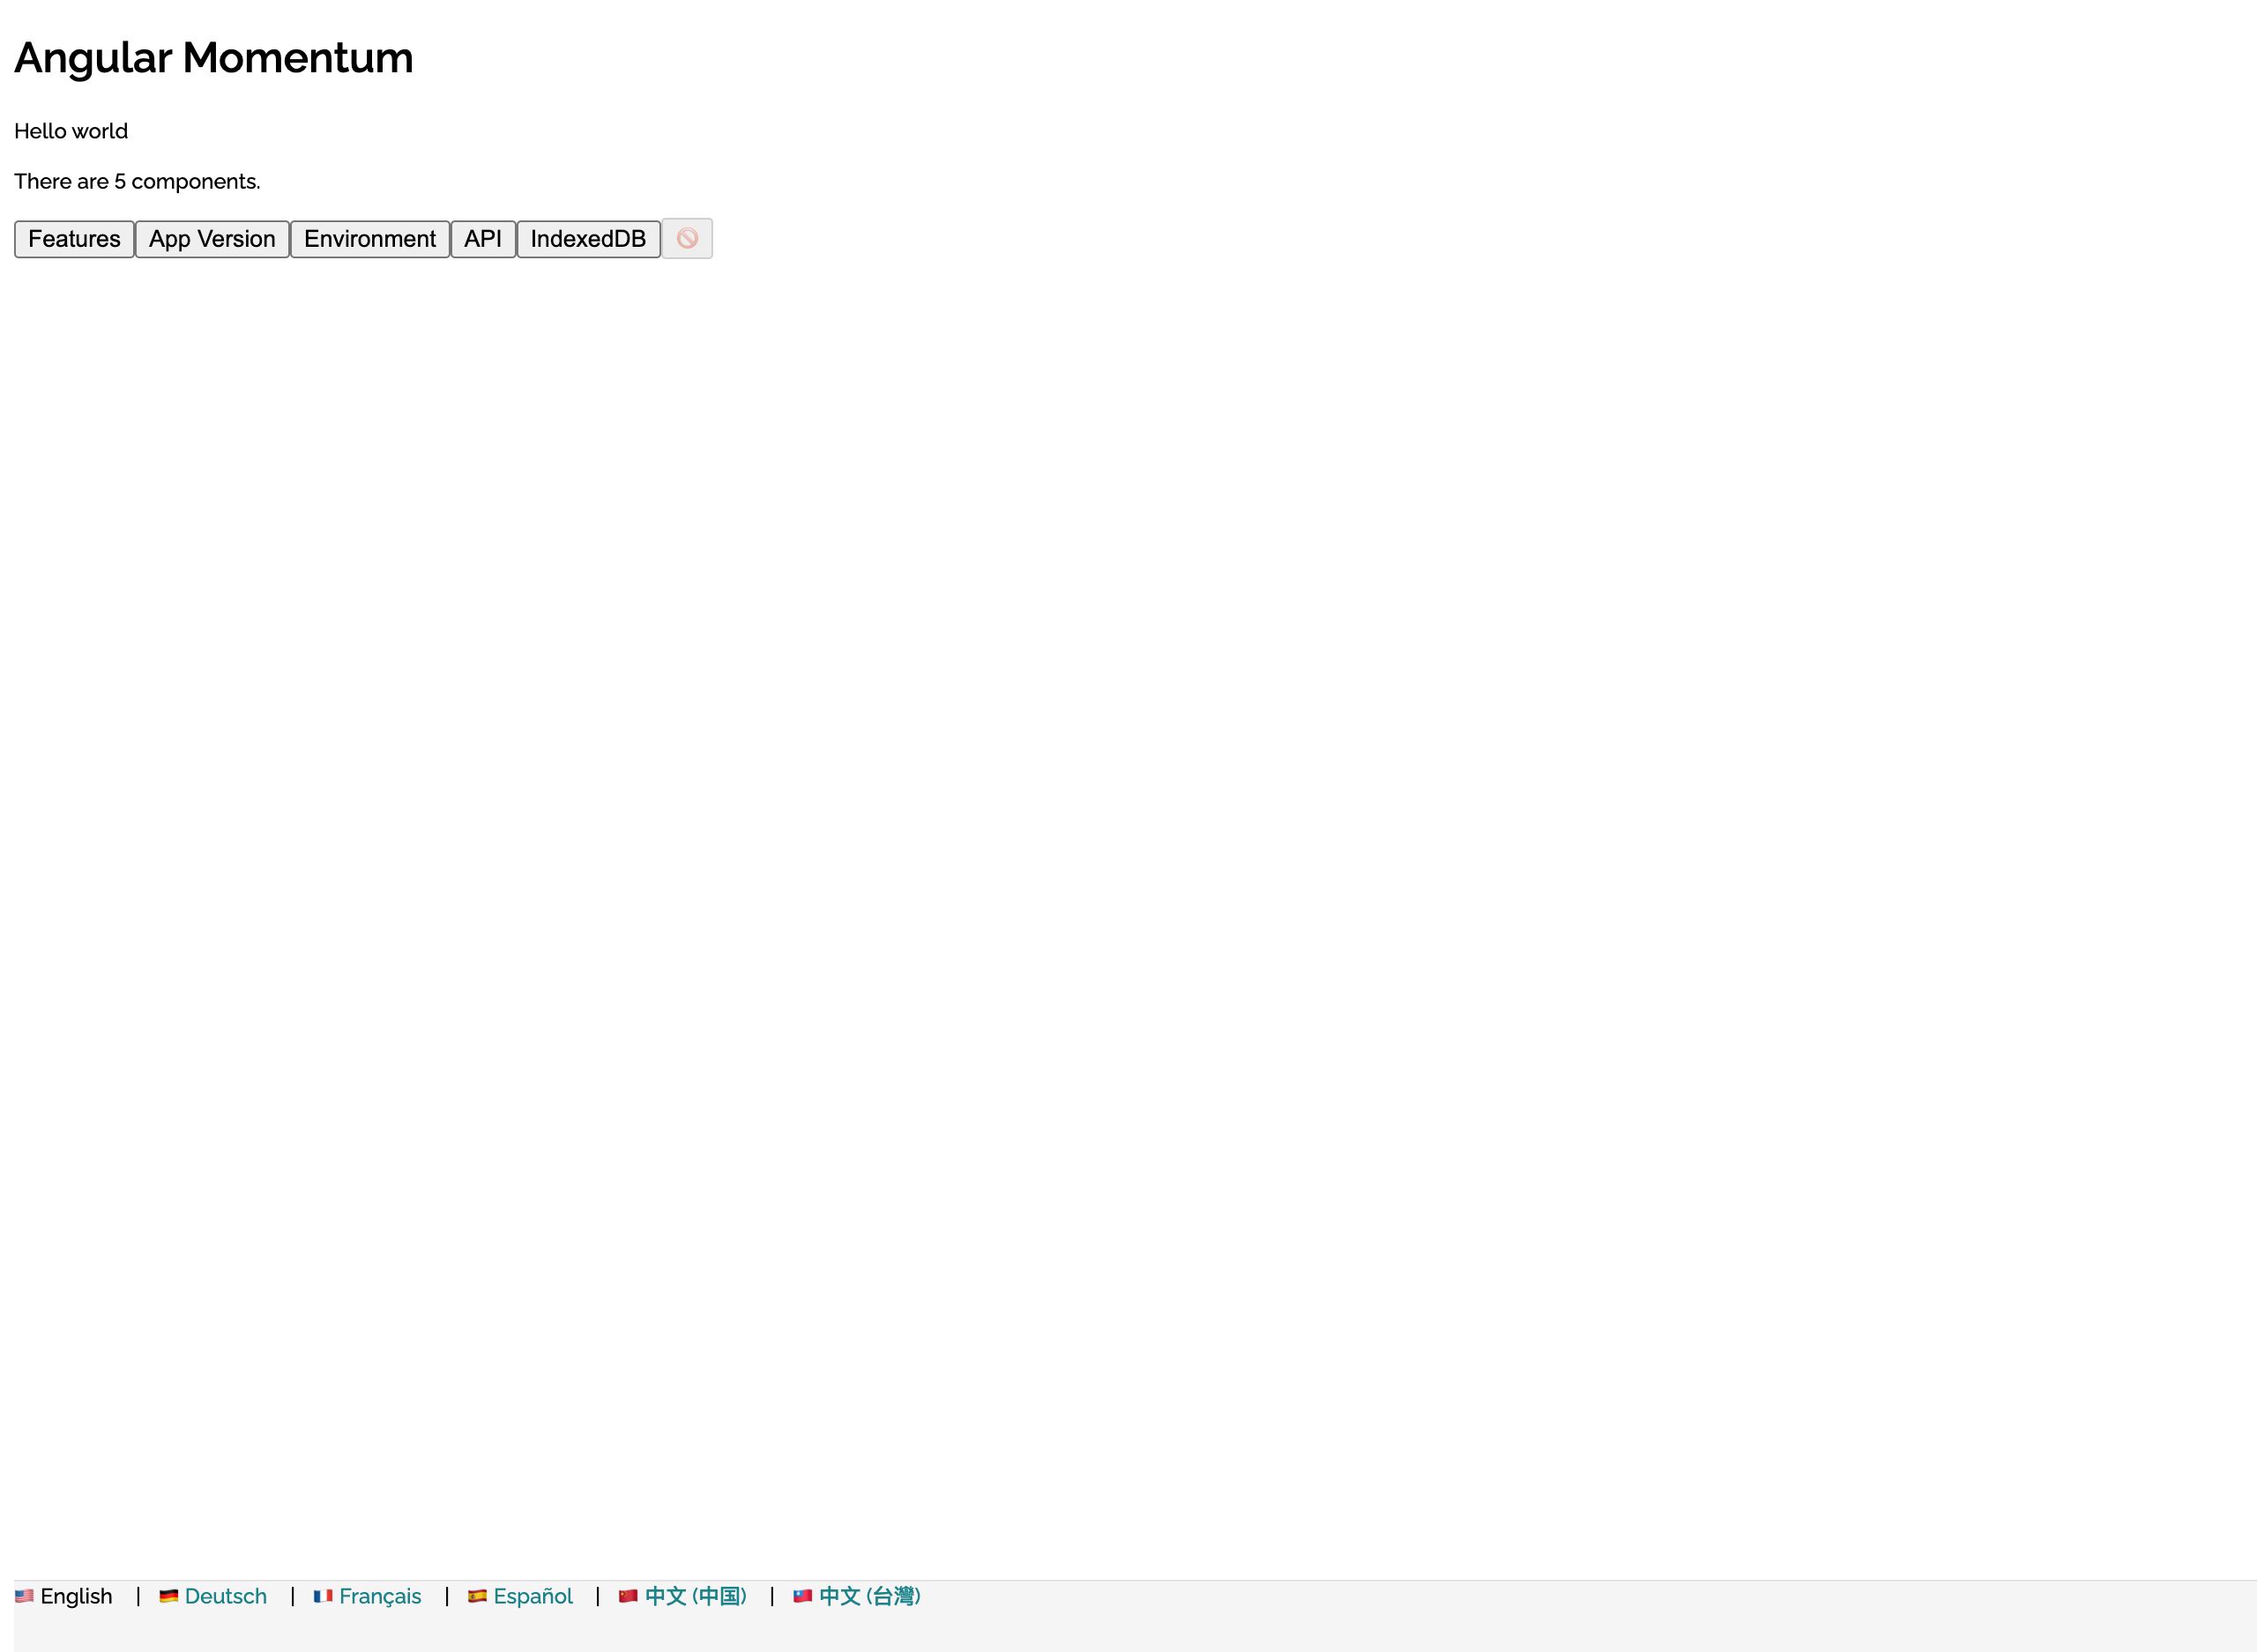 Angular Momentum
Hello world
There are 5 components.
Features App Version Environment API IndexedDB 🚫
🇺🇸 English | 🇩🇪 Deutsch | 🇫🇷 Français | 🇪🇸 Español | 🇨🇳 中文 (中国) | 🇹🇼 中文 (台灣)